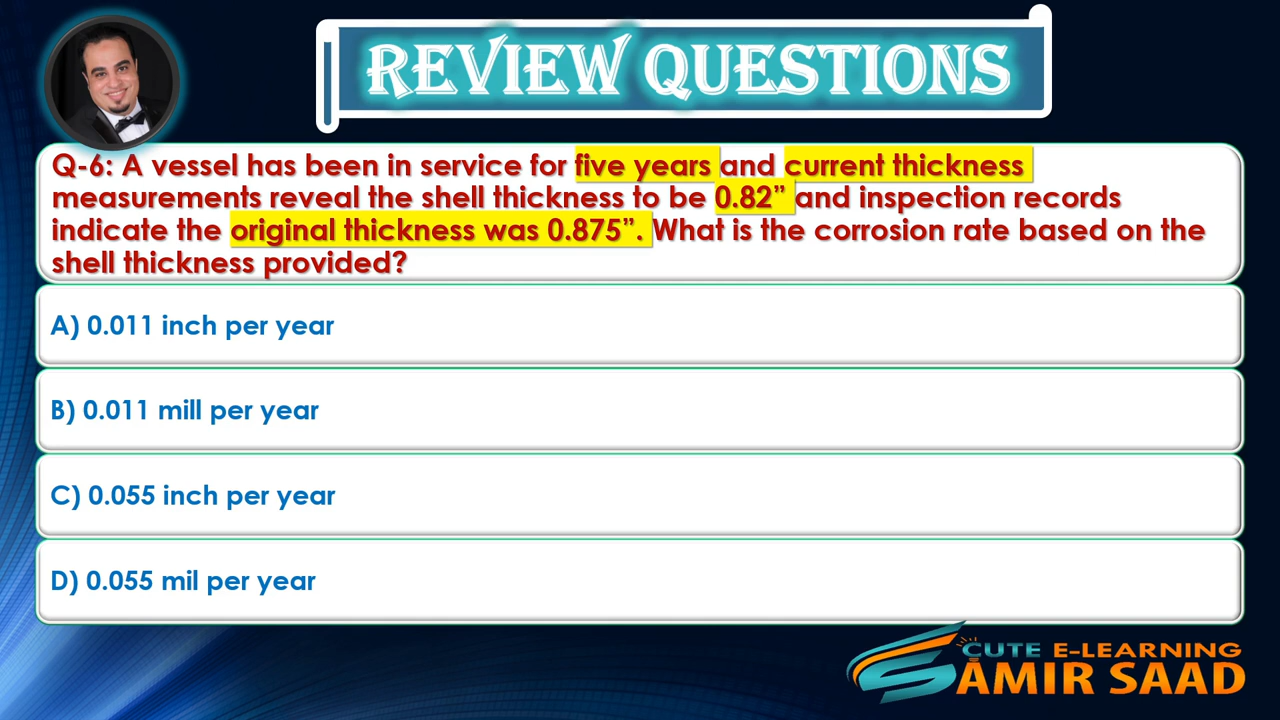 REVIEW QUESTIONS
Q-6: A vessel has been in service for five years and current thickness
measurements reveal the shell thickness to be 0.82” and inspection records
indicate the original thickness was 0.875”. What is the corrosion rate based on the
shell thickness provided?
A) 0.011 inch per year
B) 0.011 mill per year
C) 0.055 inch per year
D) 0.055 mil per year
CUTE E-LEARNING
AMIR SAAD